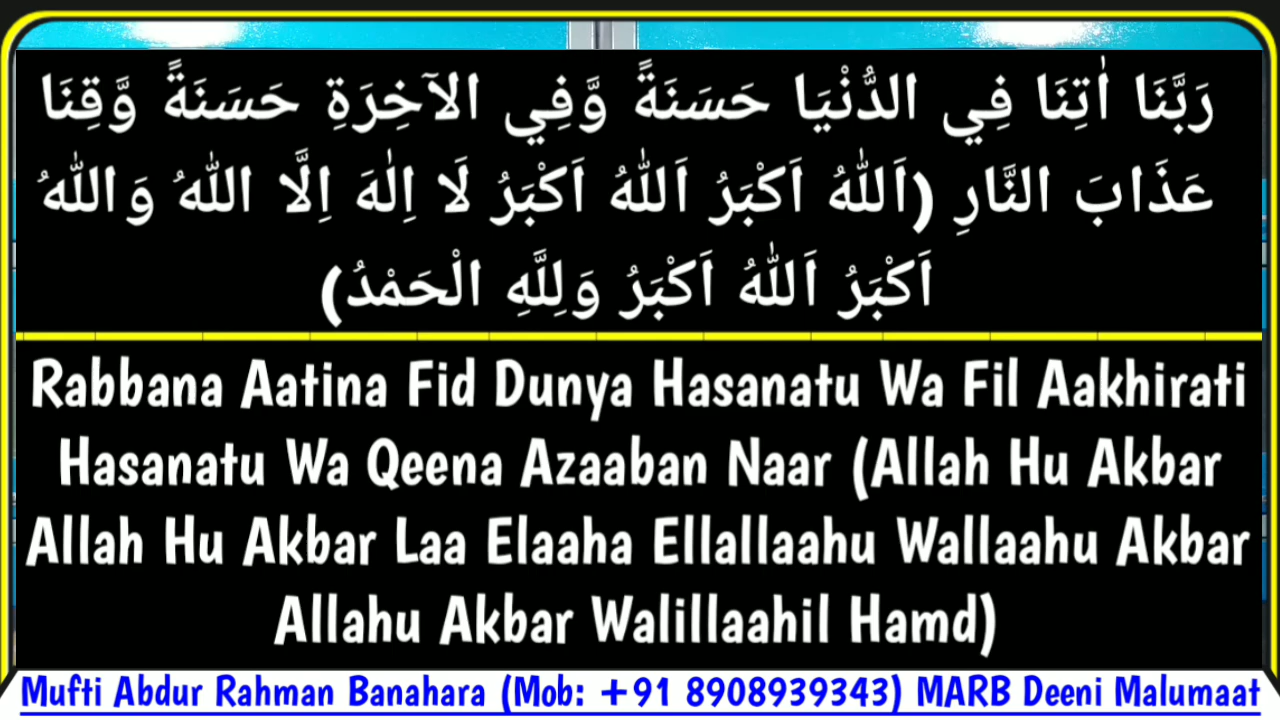 رَبَّنَا اٰتِنَا فِي الدُّنْيَا حَسَنَةً وَّفِي الآخِرَةِ حَسَنَةً وَّقِنَا
عَذَابَ النَّارِ (اَللّٰهُ اَكْبَرُ اَللّٰهُ اَكْبَرُ لَا اِلٰهَ اِلَّا اللّٰهُ وَاللّٰهُ
اَكْبَرُ اَللّٰهُ اَكْبَرُ وَلِلَّهِ الْحَمْدُ)
Rabbana Aatina Fid Dunya Hasanatu Wa Fil Aakhirati
Hasanatu Wa Qeena Azaaban Naar (Allah Hu Akbar
Allah Hu Akbar Laa Elaaha Ellallaahu Wallaahu Akbar
Allahu Akbar Walillaahil Hamd)
Mufti Abdur Rahman Banahara (Mob: +91 8908939343) MARB Deeni Malumaat